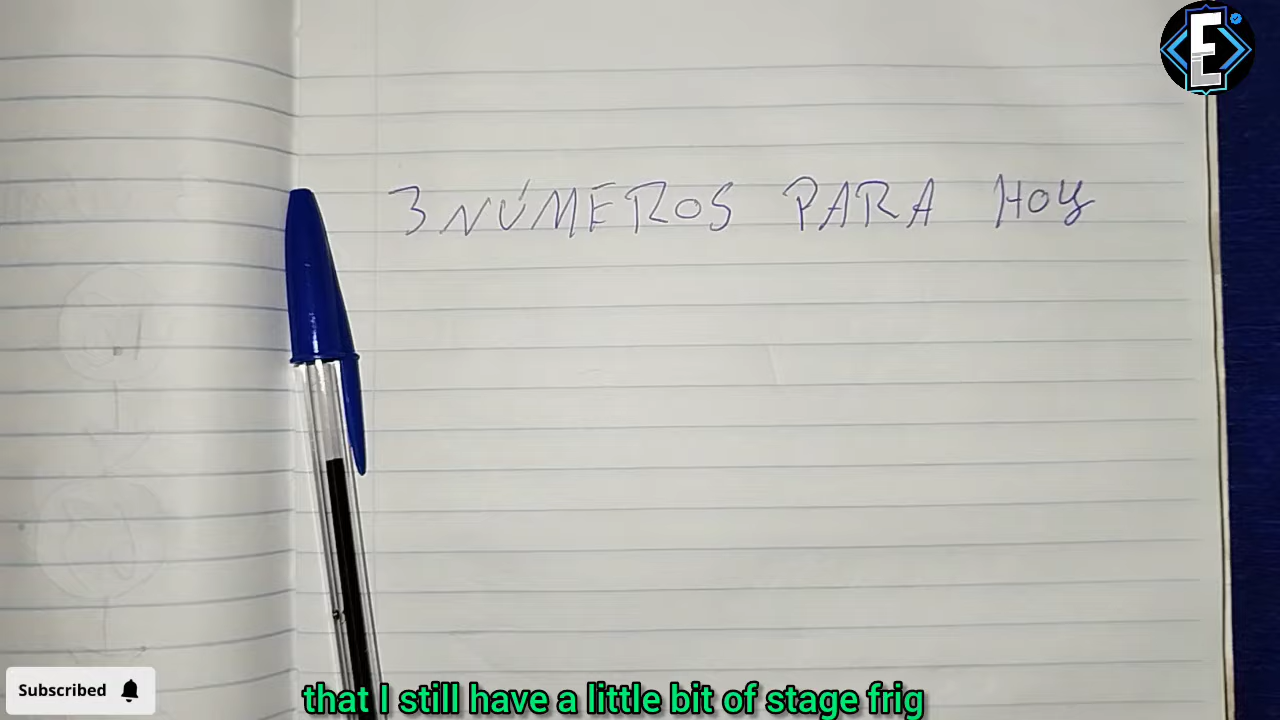 E
3 NÚMEROS PARA HOY
Subscribed
that I still have a little bit of stage frig